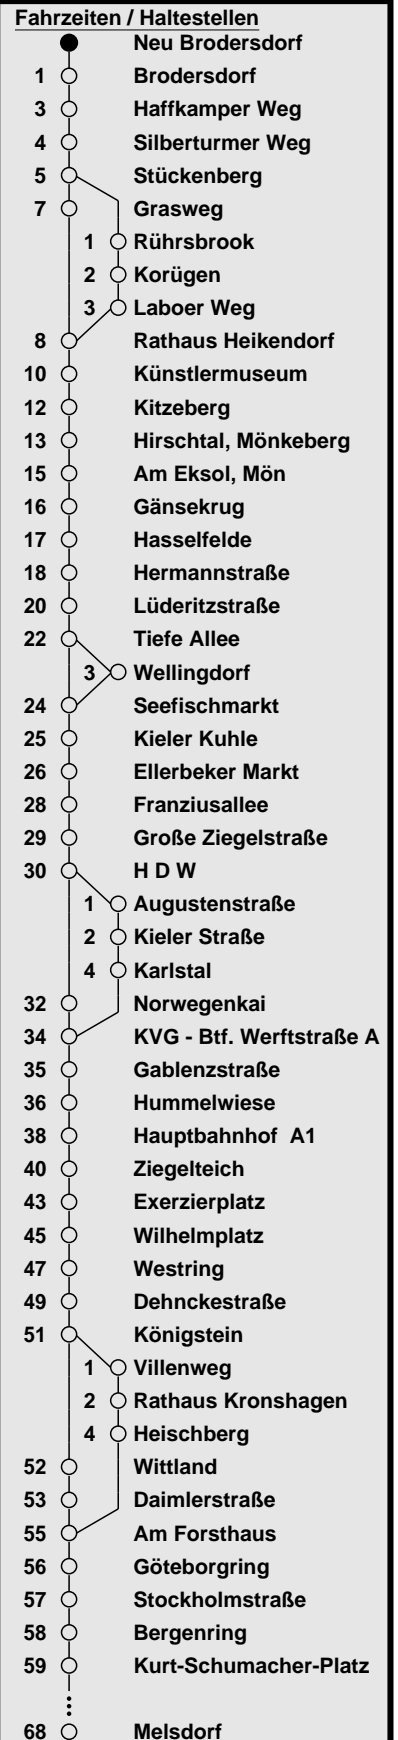 Fahrzeiten / Haltestellen
Neu Brodersdorf
1 Brodersdorf
3 Haffkamper Weg
4 Silberturmer Weg
5 Stückenberg
7 Grasweg
1 Rührsbrook
2 Korügen
3 Laboer Weg
8 Rathaus Heikendorf
10 Künstlermuseum
12 Kitzeberg
13 Hirschtal, Mönkeberg
15 Am Eksol, Mön
16 Gänsekrug
17 Hasselfelde
18 Hermannstraße
20 Lüderitzstraße
22 Tiefe Allee
3 Wellingdorf
24 Seefischmarkt
25 Kieler Kuhle
26 Ellerbeker Markt
28 Franziusallee
29 Große Ziegelstraße
30 H D W
1 Augustenstraße
2 Kieler Straße
4 Karlstal
32 Norwegenkai
34 KVG - Btf. Werftstraße A
35 Gablenzstraße
36 Hummelwiese
38 Hauptbahnhof A1
40 Ziegelteich
43 Exerzierplatz
45 Wilhelmplatz
47 Westring
49 Dehnckestraße
51 Königstein
1 Villenweg
2 Rathaus Kronshagen
4 Heischberg
52 Wittland
53 Daimlerstraße
55 Am Forsthaus
56 Göteborgring
57 Stockholmstraße
58 Bergenring
59 Kurt-Schumacher-Platz
68 Melsdorf